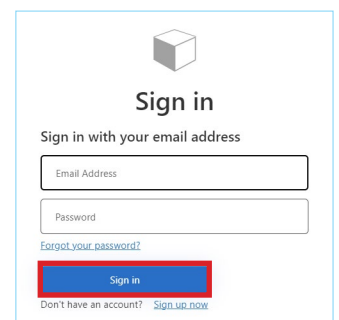 Sign in
Sign in with your email address
Email Address
Password
Forgot your password?
Sign in
Don't have an account? Sign up now